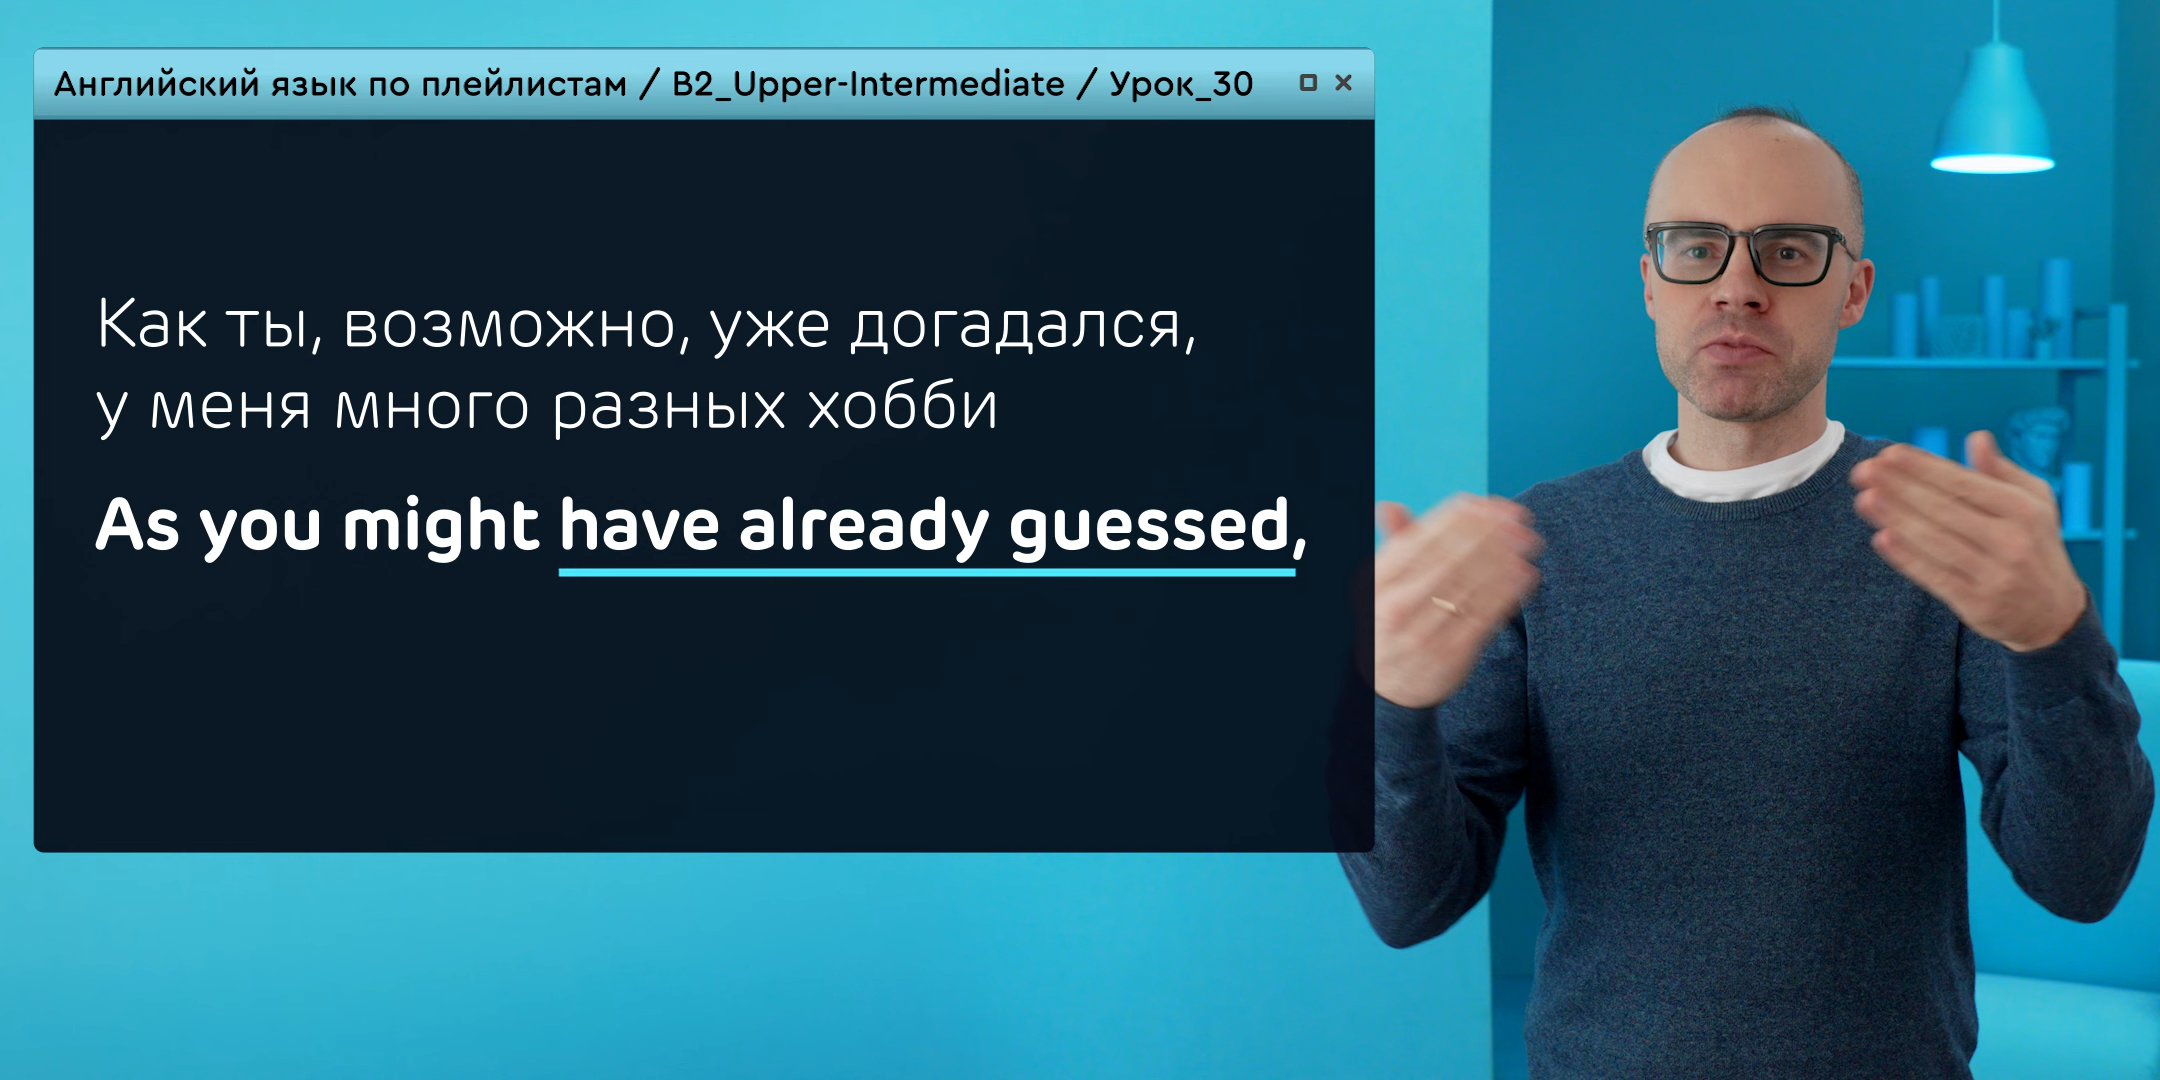 Английский язык по плейлистам / B2_Upper-Intermediate / Урок_30
Как ты, возможно, уже догадался,
у меня много разных хобби
As you might have already guessed,